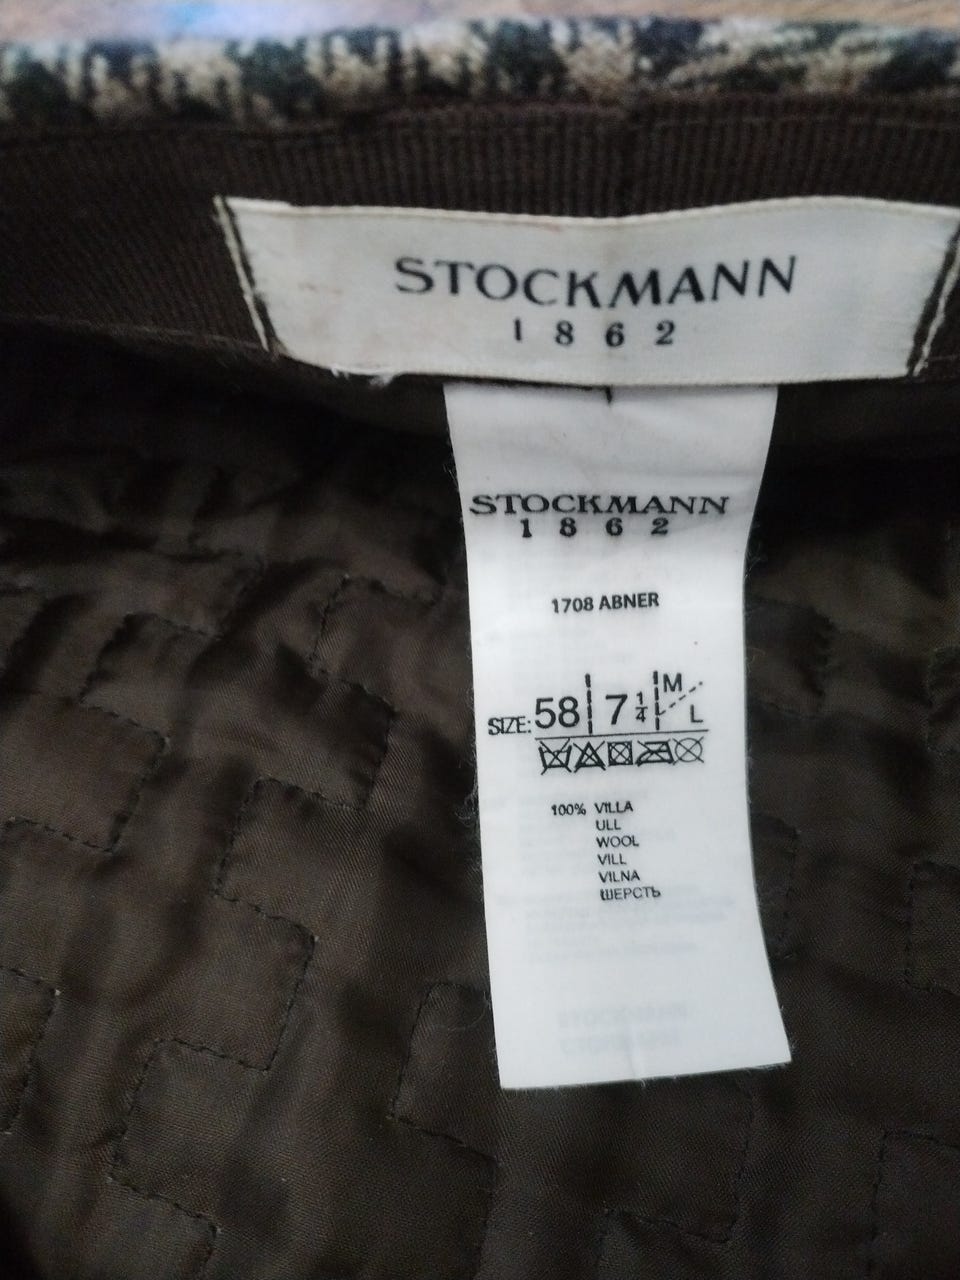 STOCKMANN
1862
STOCKMANN
1862
1708 ABNER
SIZE: 58 7 1/4 M/L
100% VILLA
ULL
WOOL
VILL
VILNA
ШЕРСТЬ